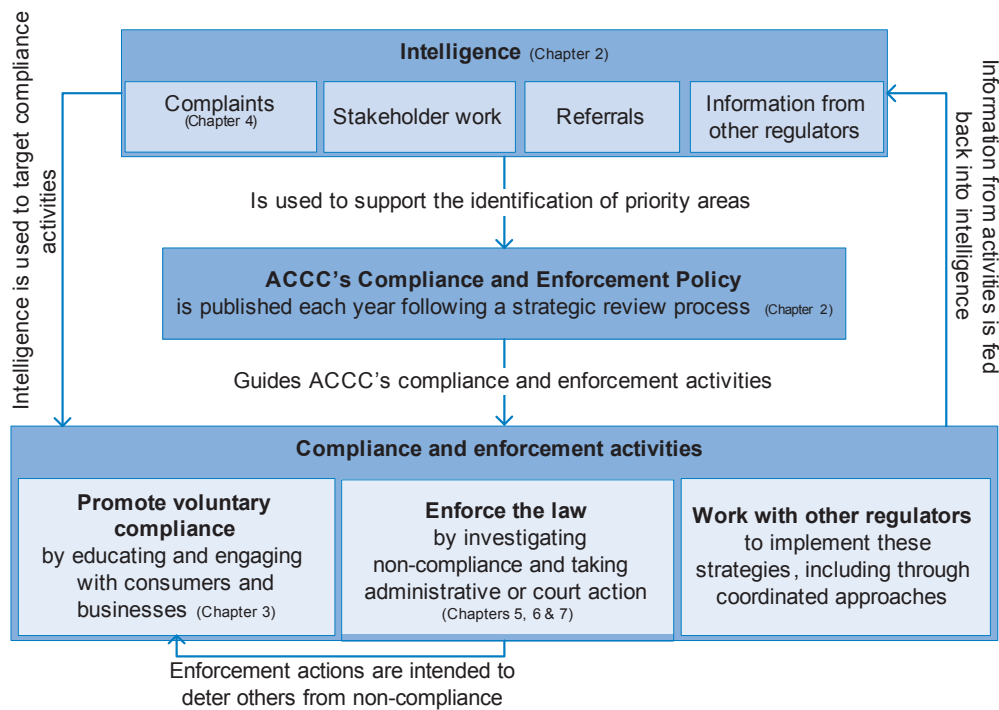 Intelligence (Chapter 2)
Complaints
(Chapter 4)
Stakeholder work
Referrals
Information from
other regulators
Intelligence is used to target compliance
activities
Information from activities is fed
back into intelligence
Is used to support the identification of priority areas
ACCC's Compliance and Enforcement Policy
is published each year following a strategic review process (Chapter 2)
Guides ACCC's compliance and enforcement activities
Compliance and enforcement activities
Promote voluntary
compliance
by educating and engaging
with consumers and
businesses (Chapter 3)
Enforce the law
by investigating
non-compliance and taking
administrative or court action
(Chapters 5, 6 & 7)
Work with other regulators
to implement these
strategies, including through
coordinated approaches
Enforcement actions are intended to
deter others from non-compliance